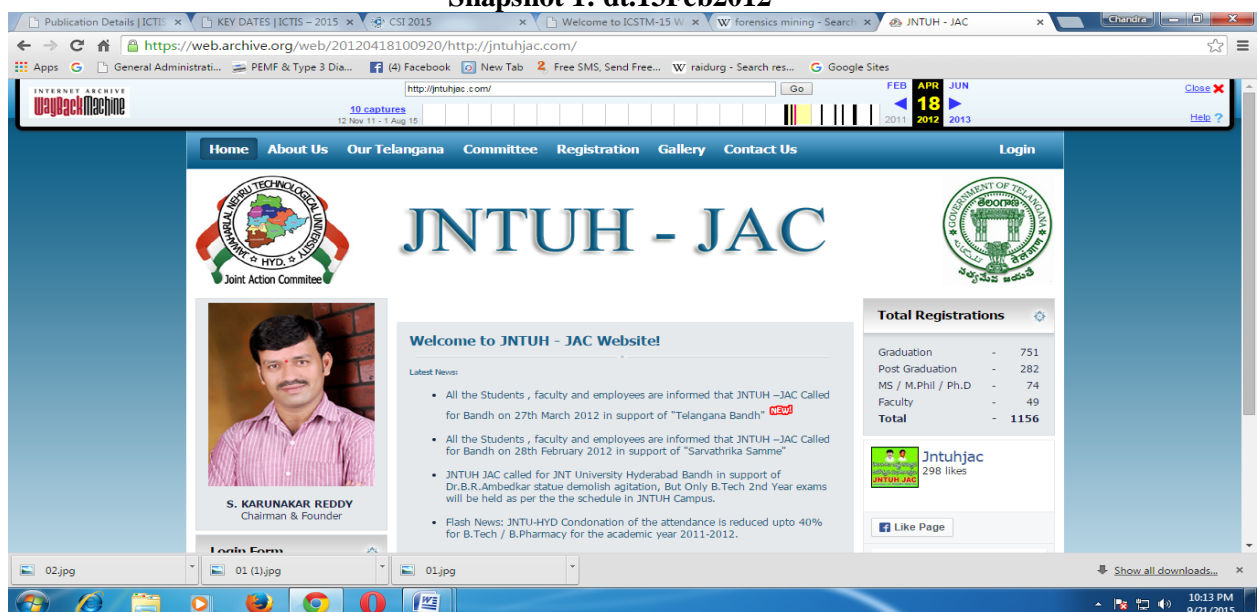 Snapshot 1: dt.15Feb2012
Publication Details | ICTIS
KEY DATES | ICTIS – 2015
CSI 2015
Welcome to ICSTM-15 W
forensics mining - Search
JNTUH - JAC
Chandra
https://web.archive.org/web/20120418100920/http://jntuhjac.com/
Apps
General Administrati...
PEMF & Type 3 Dia...
(4) Facebook
New Tab
Free SMS, Send Free...
raidurg - Search res...
Google Sites
INTERNET ARCHIVE
WayBackMachine
http://jntuhjac.com/
Go
FEB APR JUN
Close
10 captures
18
12 Nov 11 - 1 Aug 15
2011 2012 2013
Help ?
Home About Us Our Telangana Committee Registration Gallery Contact Us Login
JAWAHARLAL NEHRU TECHNOLOGICAL UNIVERSITY
HYD.
Joint Action Commitee
JNTUH - JAC
GOVERNMENT OF TELANGANA
తెలంగాణ
సత్యమేవ జయతే
S. KARUNAKAR REDDY
Chairman & Founder
Login Form
Welcome to JNTUH - JAC Website!
Latest News:
All the Students , faculty and employees are informed that JNTUH –JAC Called
for Bandh on 27th March 2012 in support of "Telangana Bandh" NEW!
All the Students , faculty and employees are informed that JNTUH –JAC Called
for Bandh on 28th February 2012 in support of "Sarvathrika Samme"
JNTUH JAC called for JNT University Hyderabad Bandh in support of
Dr.B.R.Ambedkar statue demolish agitation, But Only B.Tech 2nd Year exams
will be held as per the the schedule in JNTUH Campus.
Flash News: JNTU-HYD Condonation of the attendance is reduced upto 40%
for B.Tech / B.Pharmacy for the academic year 2011-2012.
Total Registrations
Graduation - 751
Post Graduation - 282
MS / M.Phil / Ph.D - 74
Faculty - 49
Total - 1156
JNTUH JAC
Jntuhjac
298 likes
Like Page
02.jpg
01 (1).jpg
01.jpg
Show all downloads...
10:13 PM
9/21/2015